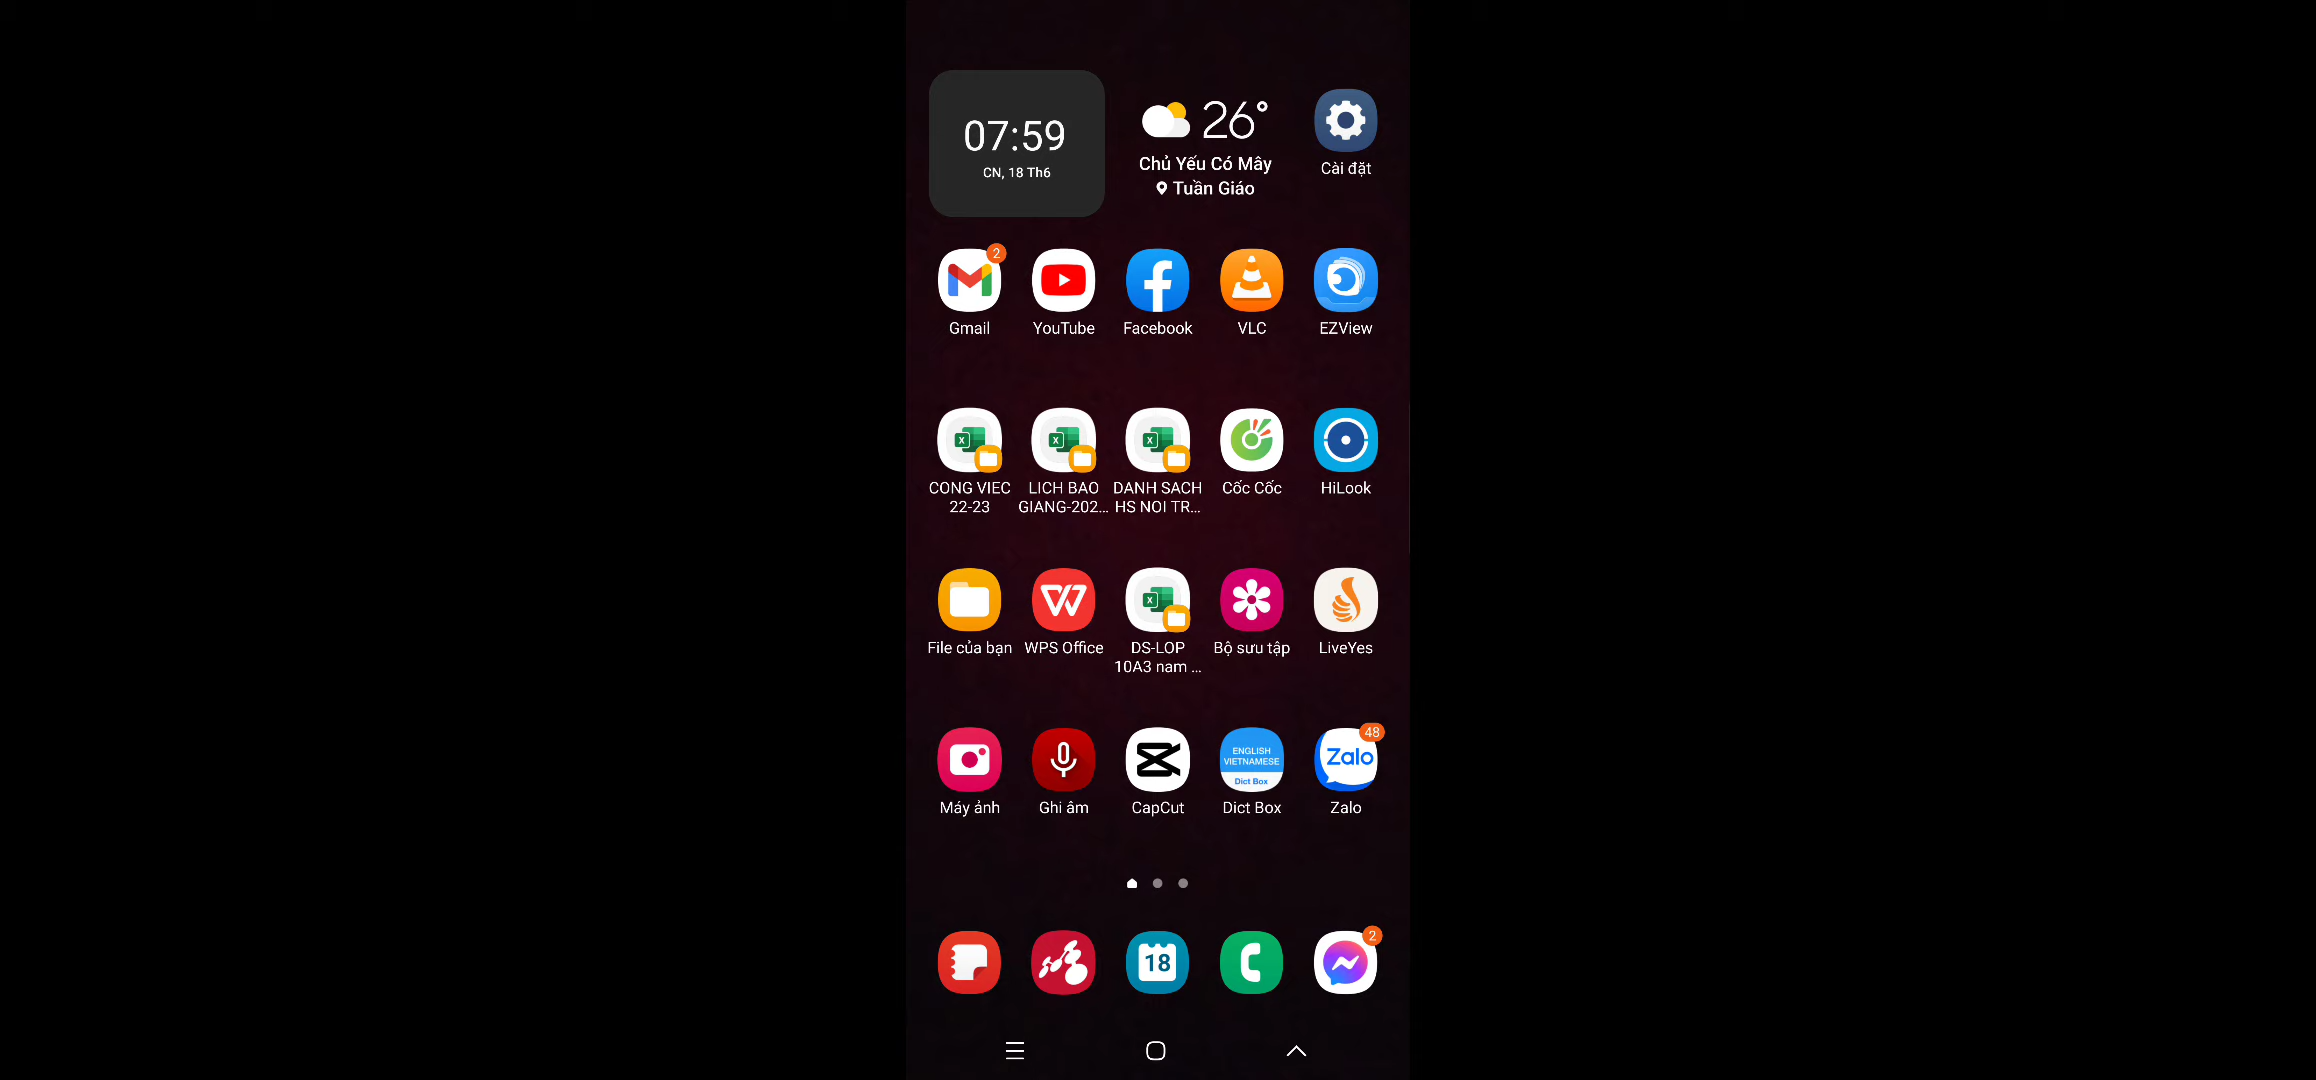 07:59
CN, 18 Th6
26°
Chủ Yếu Có Mây
Tuần Giáo
Cài đặt
2
Gmail
YouTube
Facebook
VLC
EZView
X
X
X
CONG VIEC
22-23
LICH BAO
GIANG-202...
DANH SACH
HS NOI TR...
Cốc Cốc
HiLook
X
File của bạn
WPS Office
DS-LOP
10A3 nam ...
Bộ sưu tập
LiveYes
ENGLISH
VIETNAMESE
Dict Box
48
Zalo
Máy ảnh
Ghi âm
CapCut
Dict Box
Zalo
18
2